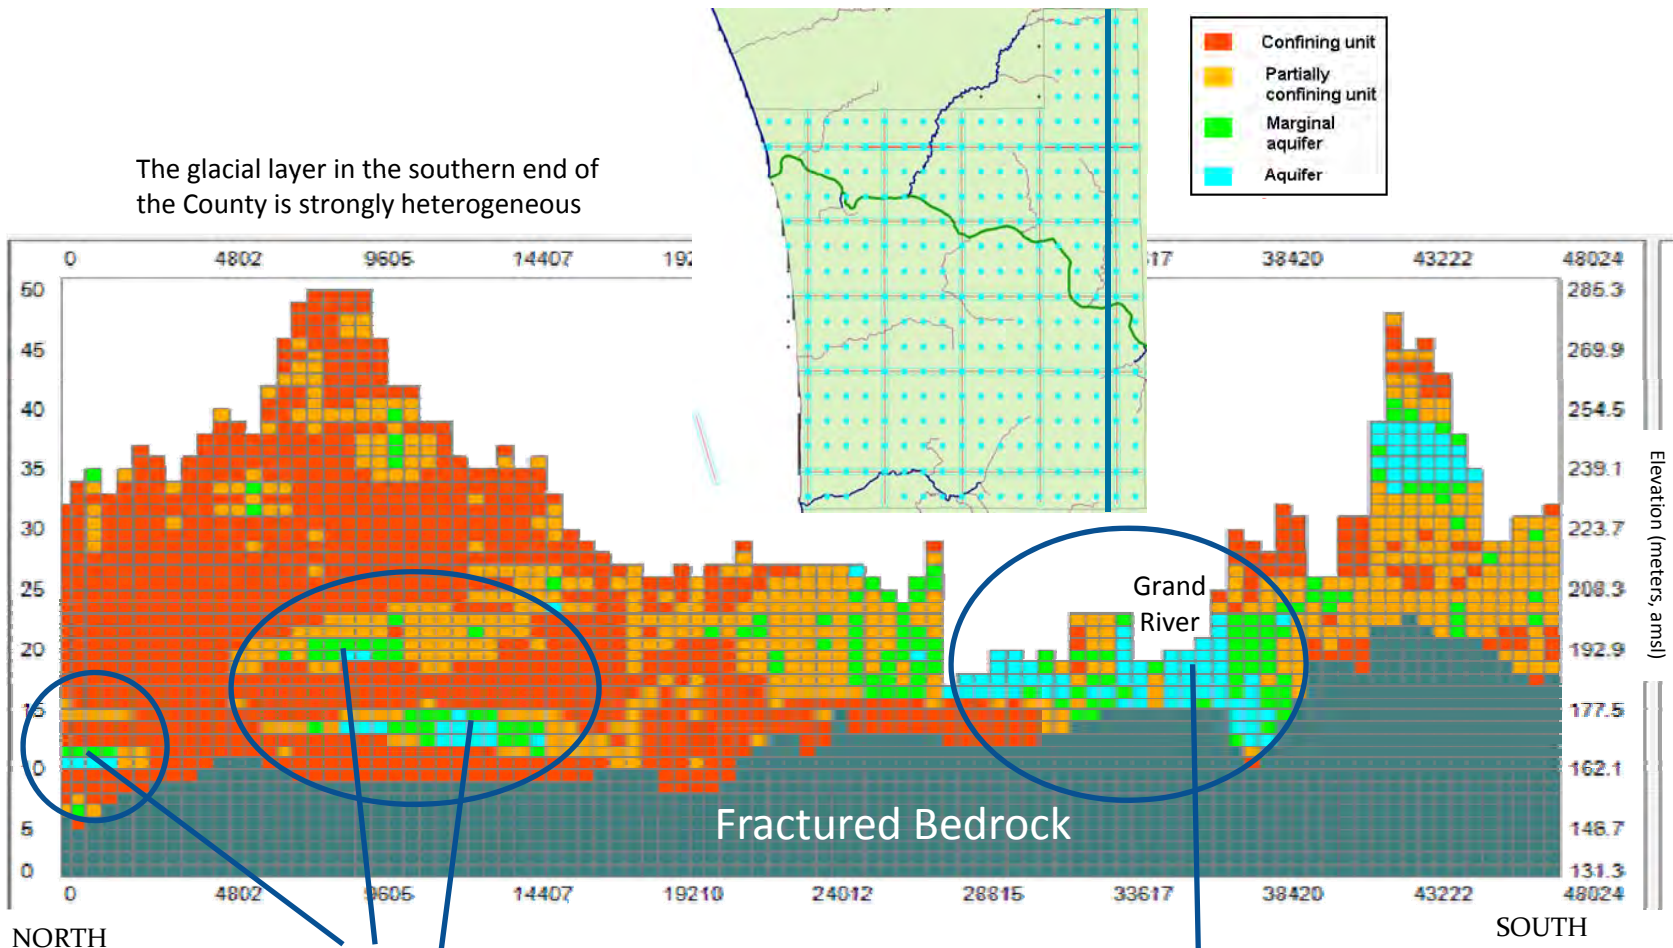 Confining unit
Partially
confining unit
Marginal
aquifer
Aquifer
The glacial layer in the southern end of
the County is strongly heterogeneous
0 4802 9605 14407 192 617 38420 43222 48024
50 285.3
45 269.9
40 254.5
35 239.1
30 223.7
25 208.3
20 192.9
15 177.5
10 162.1
5 146.7
0 131.3
Elevation (meters, amsl)
Grand
River
Fractured Bedrock
0 4802 9605 14407 19210 24012 28815 33617 38420 43222 48024
NORTH SOUTH